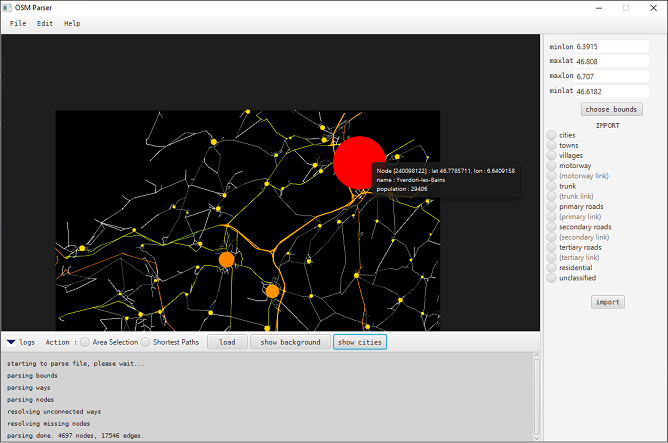 OSM Parser
File Edit Help
minlon 6.3915
maxlat 46.808
maxlon 6.707
minlat 46.6182
choose bounds
IMPORT
cities
towns
villages
motorway
(motorway link)
trunk
(trunk link)
primary roads
(primary link)
secondary roads
(secondary link)
tertiary roads
(tertiary link)
residential
unclassified
import
Node [240098122] : lat 46.7785711, lon : 6.6409158
name : Yverdon-les-Bains
population : 29406
logs Action : Area Selection Shortest Paths load show background show cities
starting to parse file, please wait...
parsing bounds
parsing ways
parsing nodes
resolving unconnected ways
resolving missing nodes
parsing done. 4697 nodes, 17546 edges.